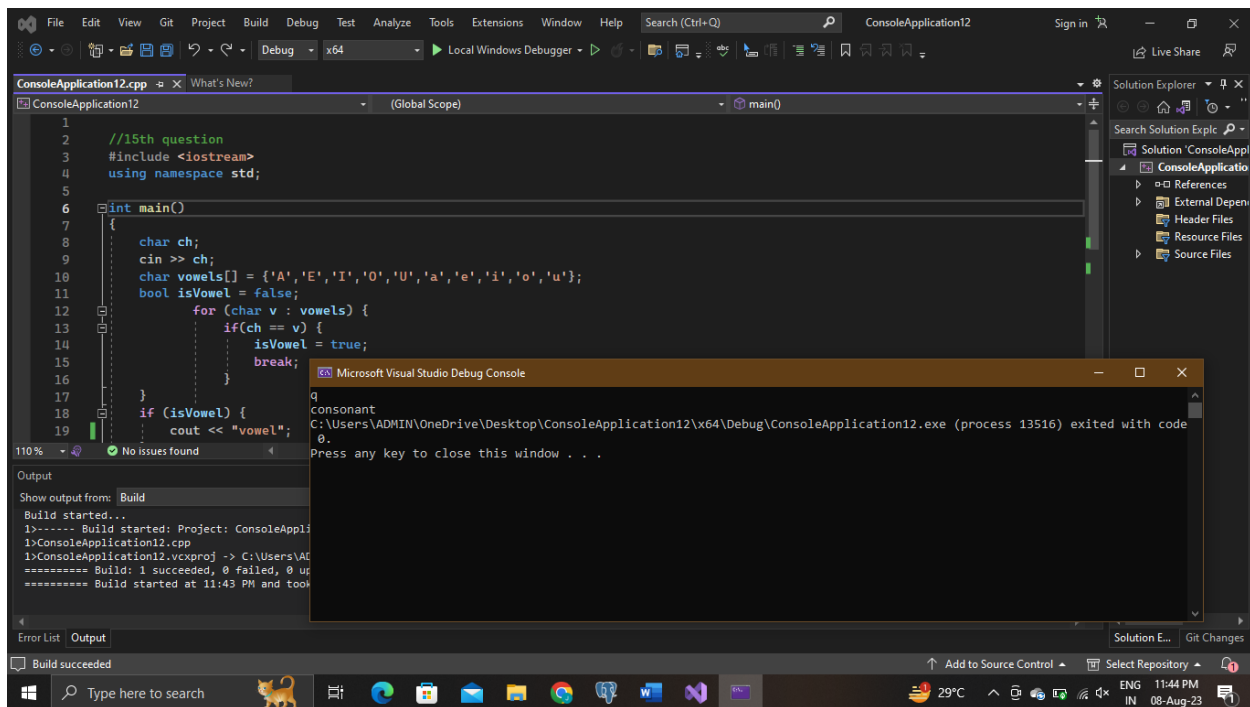 File Edit View Git Project Build Debug Test Analyze Tools Extensions Window Help Search (Ctrl+Q) ConsoleApplication12 Sign in
Debug x64 Local Windows Debugger Live Share
ConsoleApplication12.cpp What's New?
ConsoleApplication12 (Global Scope) main()
1
2 //15th question
3 #include <iostream>
4 using namespace std;
5
6 int main()
7 {
8 char ch;
9 cin >> ch;
10 char vowels[] = {'A','E','I','O','U','a','e','i','o','u'};
11 bool isVowel = false;
12 for (char v : vowels) {
13 if(ch == v) {
14 isVowel = true;
15 break;
16 }
17 }
18 if (isVowel) {
19 cout << "vowel";
110 % No issues found
Solution Explorer
Search Solution Explc
Solution 'ConsoleAppl
ConsoleApplicatio
References
External Depen
Header Files
Resource Files
Source Files
Microsoft Visual Studio Debug Console
q
consonant
C:\Users\ADMIN\OneDrive\Desktop\ConsoleApplication12\x64\Debug\ConsoleApplication12.exe (process 13516) exited with code
0.
Press any key to close this window . . .
Output
Show output from: Build
Build started...
1>------ Build started: Project: ConsoleAppli
1>ConsoleApplication12.cpp
1>ConsoleApplication12.vcxproj -> C:\Users\AD
========== Build: 1 succeeded, 0 failed, 0 up
========== Build started at 11:43 PM and took
Error List Output
Solution E... Git Changes
Build succeeded Add to Source Control Select Repository
Type here to search 29°C ENG 11:44 PM
IN 08-Aug-23